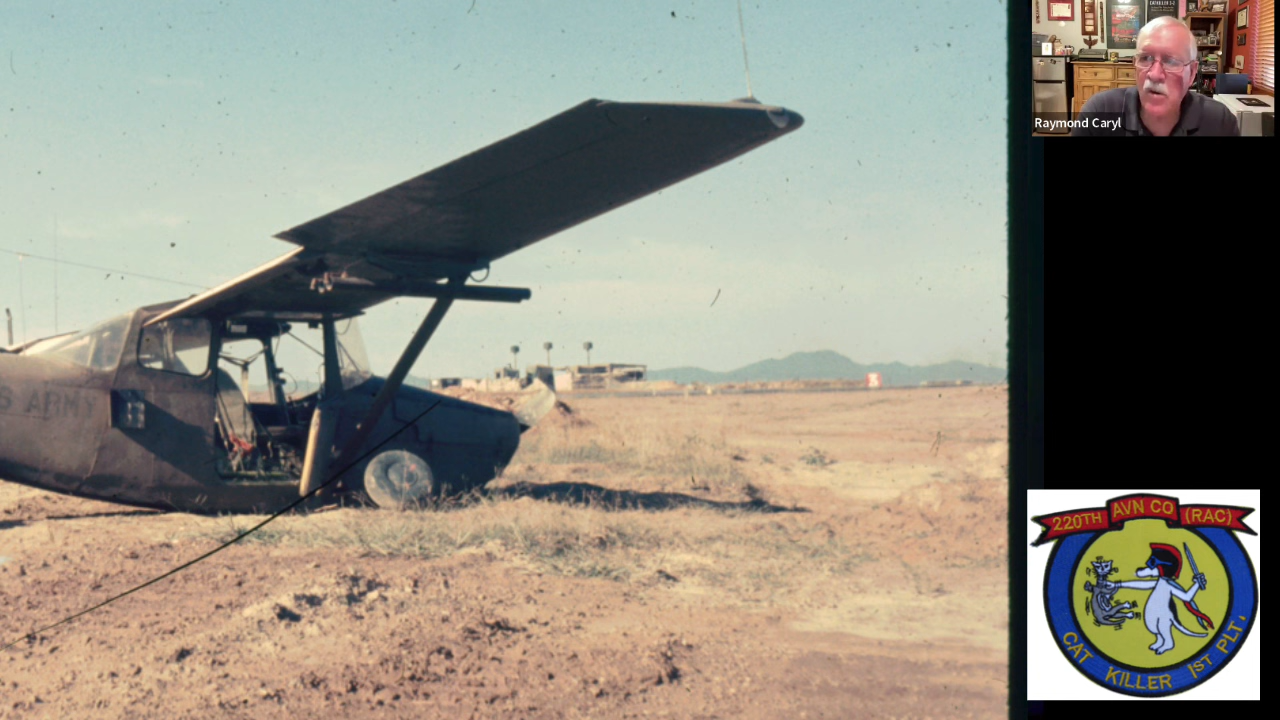 Raymond Caryl
S ARMY
220TH AVN CO (RAC)
CAT KILLER 1ST PLT.